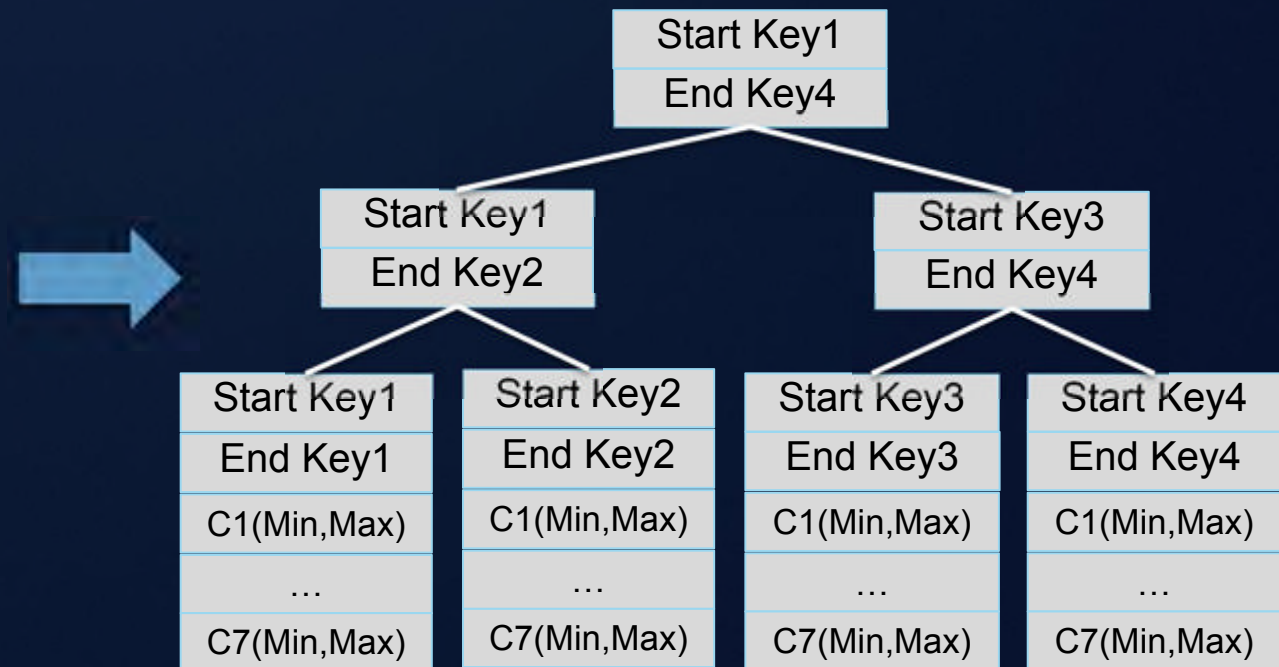 Start Key1
End Key4
Start Key1
End Key2
Start Key3
End Key4
Start Key1
End Key1
C1(Min,Max)
…
C7(Min,Max)
Start Key2
End Key2
C1(Min,Max)
…
C7(Min,Max)
Start Key3
End Key3
C1(Min,Max)
…
C7(Min,Max)
Start Key4
End Key4
C1(Min,Max)
…
C7(Min,Max)